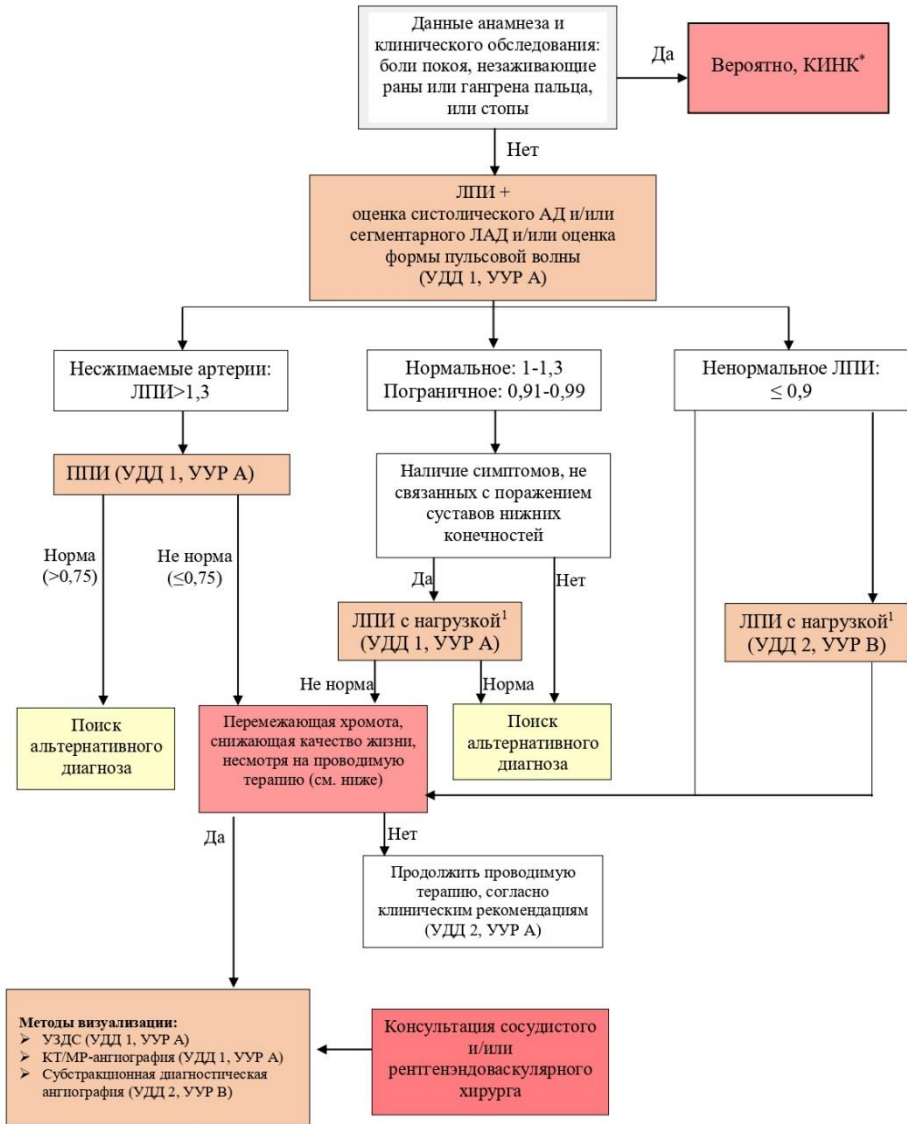 Данные анамнеза и
клинического обследования:
боли покоя, незаживающие
раны или гангрена пальца,
или стопы
Да
Вероятно, КИНК*
Нет
ЛПИ +
оценка систолического АД и/или
сегментарного ЛАД и/или оценка
формы пульсовой волны
(УДД 1, УУР А)
Несжимаемые артерии:
ЛПИ>1,3
Нормальное: 1-1,3
Пограничное: 0,91-0,99
Ненормальное ЛПИ:
≤ 0,9
ППИ (УДД 1, УУР А)
Наличие симптомов, не
связанных с поражением
суставов нижних
конечностей
Норма
(>0,75)
Не норма
(≤0,75)
Да
Нет
ЛПИ с нагрузкой¹
(УДД 1, УУР А)
ЛПИ с нагрузкой¹
(УДД 2, УУР В)
Не норма
Норма
Поиск
альтернативного
диагноза
Перемежающая хромота,
снижающая качество жизни,
несмотря на проводимую
терапию (см. ниже)
Поиск
альтернативного
диагноза
Да
Нет
Продолжить проводимую
терапию, согласно
клиническим рекомендациям
(УДД 2, УУР А)
Методы визуализации:
➢ УЗДС (УДД 1, УУР А)
➢ КТ/МР-ангиография (УДД 1, УУР А)
➢ Субстракционная диагностическая
ангиография (УДД 2, УУР В)
Консультация сосудистого
и/или
рентгенэндоваскулярного
хирурга